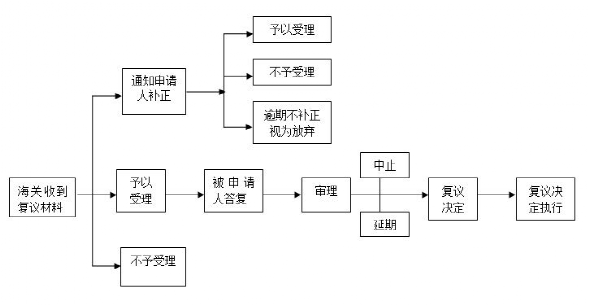 予以受理
通知申请
人补正
不予受理
逾期不补正
视为放弃
海关收到
复议材料
予以
受理
被申请
人答复
审理
中止
延期
复议
决定
复议决
定执行
不予受理